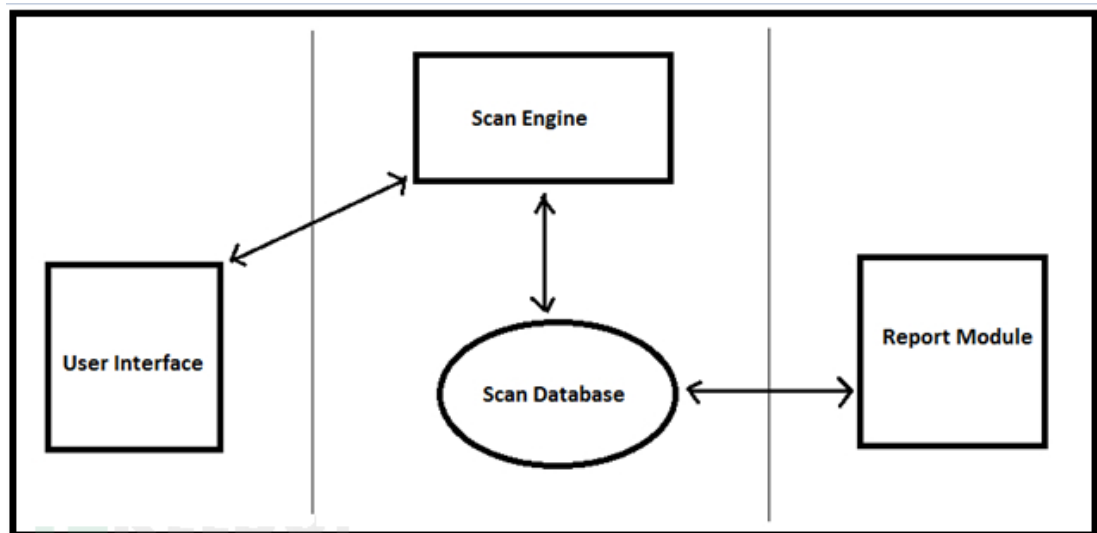 Scan Engine
User Interface
Report Module
Scan Database